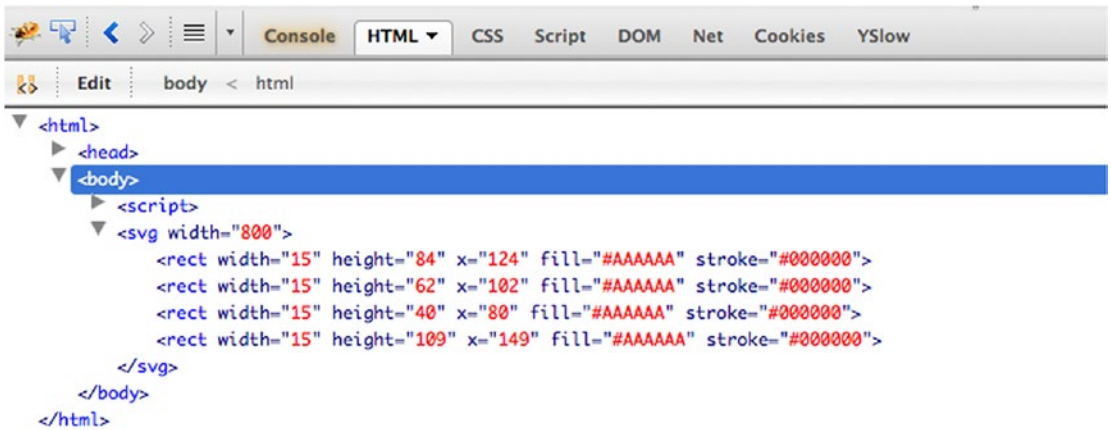 Console HTML CSS Script DOM Net Cookies YSlow
Edit body < html
<html>
<head>
<body>
<script>
<svg width="800">
<rect width="15" height="84" x="124" fill="#AAAAAA" stroke="#000000">
<rect width="15" height="62" x="102" fill="#AAAAAA" stroke="#000000">
<rect width="15" height="40" x="80" fill="#AAAAAA" stroke="#000000">
<rect width="15" height="109" x="149" fill="#AAAAAA" stroke="#000000">
</svg>
</body>
</html>